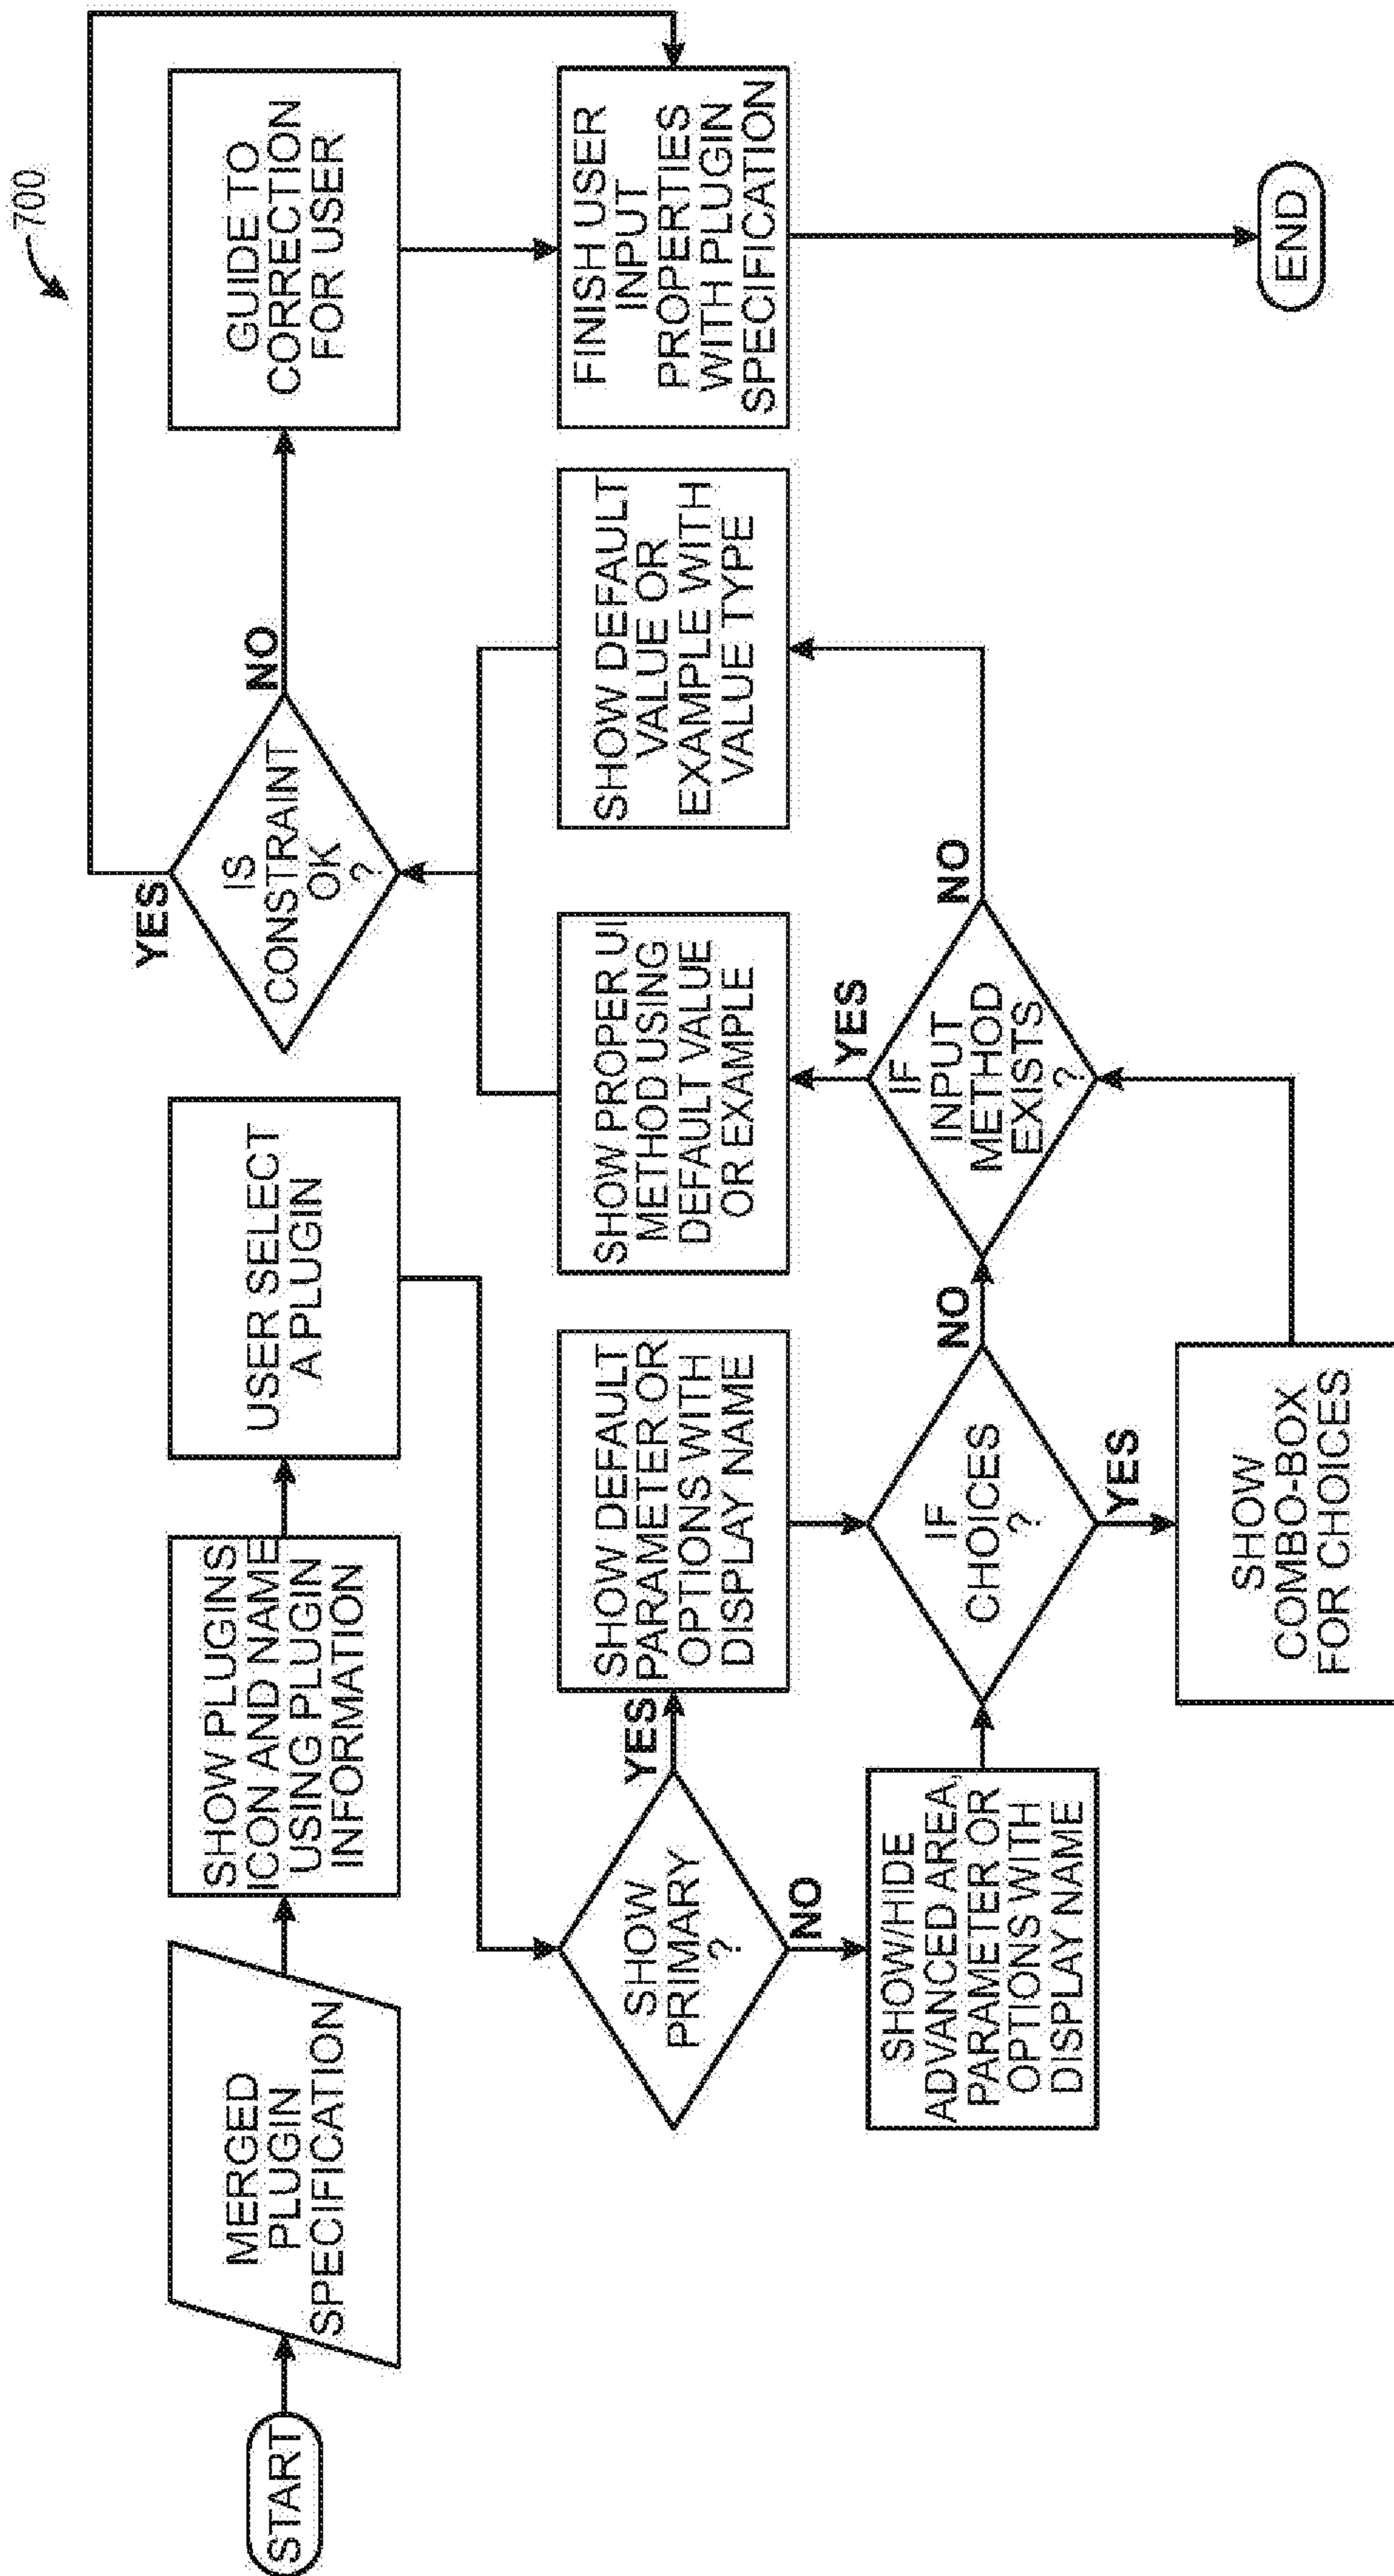 700
START
MERGED
PLUGIN
SPECIFICATION
SHOW PLUGINS
ICON AND NAME
USING PLUGIN
INFORMATION
USER SELECT
A PLUGIN
SHOW
PRIMARY
?
YES
NO
SHOW DEFAULT
PARAMETER OR
OPTIONS WITH
DISPLAY NAME
SHOW/HIDE
ADVANCED AREA,
PARAMETER OR
OPTIONS WITH
DISPLAY NAME
IF
CHOICES
?
NO
YES
SHOW
COMBO-BOX
FOR CHOICES
IF
INPUT
METHOD
EXISTS
?
YES
NO
SHOW PROPER UI
METHOD USING
DEFAULT VALUE
OR EXAMPLE
SHOW DEFAULT
VALUE OR
EXAMPLE WITH
VALUE TYPE
IS
CONSTRAINT
OK
?
YES
NO
GUIDE TO
CORRECTION
FOR USER
FINISH USER
INPUT
PROPERTIES
WITH PLUGIN
SPECIFICATION
END